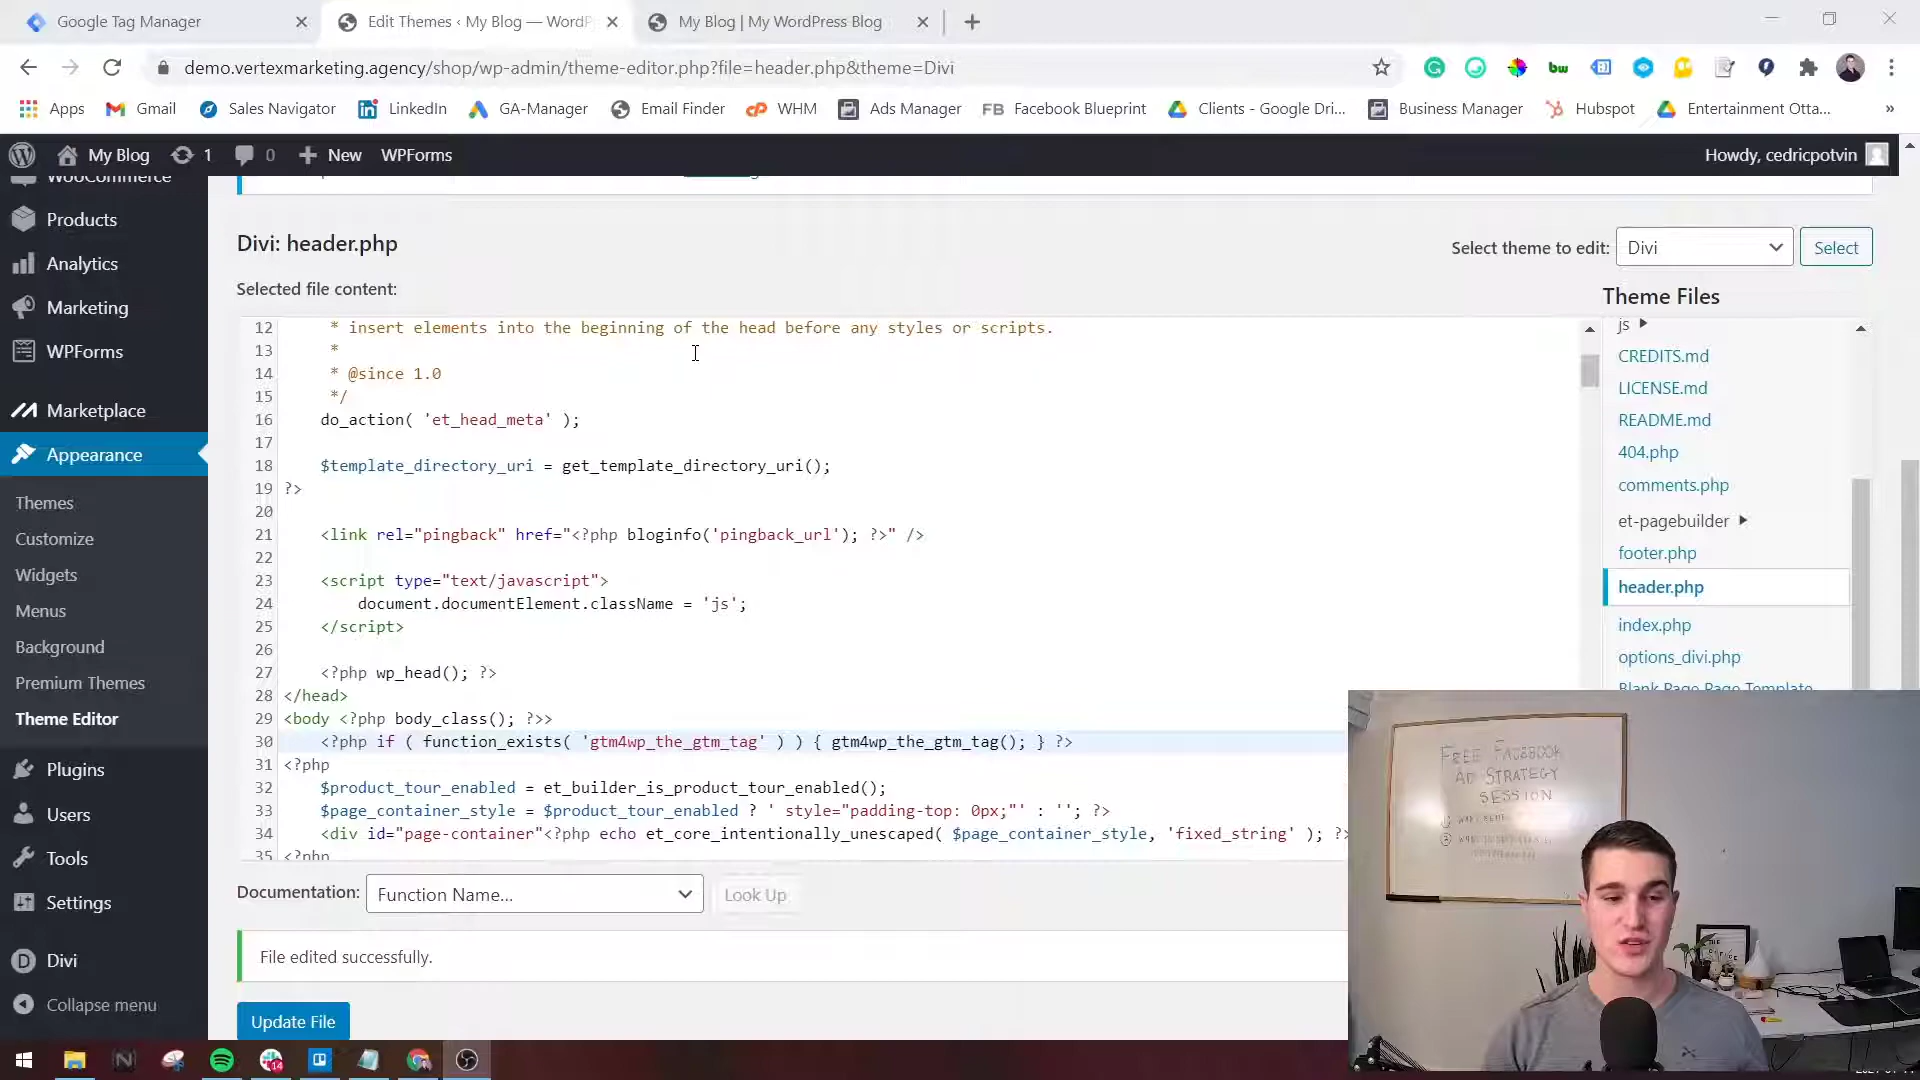 Google Tag Manager
Edit Themes ‹ My Blog — WordP
My Blog | My WordPress Blog
demo.vertexmarketing.agency/shop/wp-admin/theme-editor.php?file=header.php&theme=Divi
Apps
Gmail
Sales Navigator
LinkedIn
GA-Manager
Email Finder
WHM
Ads Manager
FB Facebook Blueprint
Clients - Google Dri...
Business Manager
Hubspot
Entertainment Otta...
»
My Blog
1
0
New
WPForms
Howdy, cedricpotvin
WooCommerce
Products
Analytics
Marketing
WPForms
Marketplace
Appearance
Themes
Customize
Widgets
Menus
Background
Premium Themes
Theme Editor
Plugins
Users
Tools
Settings
Divi
Collapse menu
Divi: header.php
Select theme to edit:
Divi
Select
Selected file content:
12 * insert elements into the beginning of the head before any styles or scripts.
13 *
14 * @since 1.0
15 */
16 do_action( 'et_head_meta' );
17
18 $template_directory_uri = get_template_directory_uri();
19 ?>
20
21 <link rel="pingback" href="<?php bloginfo('pingback_url'); ?>" />
22
23 <script type="text/javascript">
24 document.documentElement.className = 'js';
25 </script>
26
27 <?php wp_head(); ?>
28 </head>
29 <body <?php body_class(); ?>>
30 <?php if ( function_exists( 'gtm4wp_the_gtm_tag' ) ) { gtm4wp_the_gtm_tag(); } ?>
31 <?php
32 $product_tour_enabled = et_builder_is_product_tour_enabled();
33 $page_container_style = $product_tour_enabled ? ' style="padding-top: 0px;"' : ''; ?>
34 <div id="page-container"<?php echo et_core_intentionally_unescaped( $page_container_style, 'fixed_string' ); ?>
35 <?php
Theme Files
js
CREDITS.md
LICENSE.md
README.md
404.php
comments.php
et-pagebuilder
footer.php
header.php
index.php
options_divi.php
Blank Page Page Template
Documentation:
Function Name...
Look Up
File edited successfully.
Update File
FREE FACEBOOK
AD STRATEGY
SESSION
THE
OFFICE
14